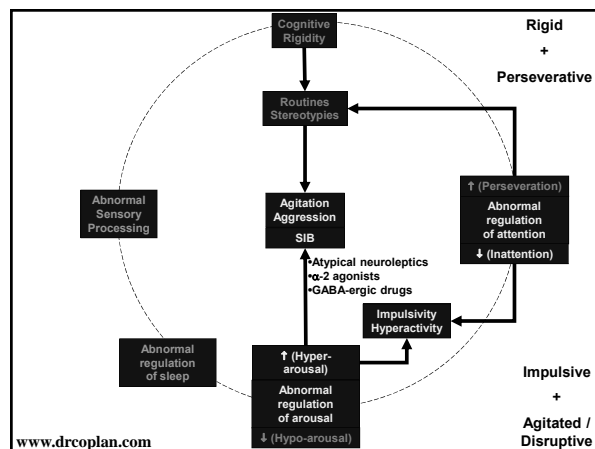 Cognitive
Rigidity
Rigid
+
Perseverative
Routines
Stereotypies
↑ (Perseveration)
Abnormal
regulation
of attention
↓ (Inattention)
Abnormal
Sensory
Processing
Agitation
Aggression
SIB
•Atypical neuroleptics
•α-2 agonists
•GABA-ergic drugs
Impulsivity
Hyperactivity
Abnormal
regulation
of sleep
↑ (Hyper-
arousal)
Abnormal
regulation
of arousal
↓ (Hypo-arousal)
Impulsive
+
Agitated /
Disruptive
www.drcoplan.com